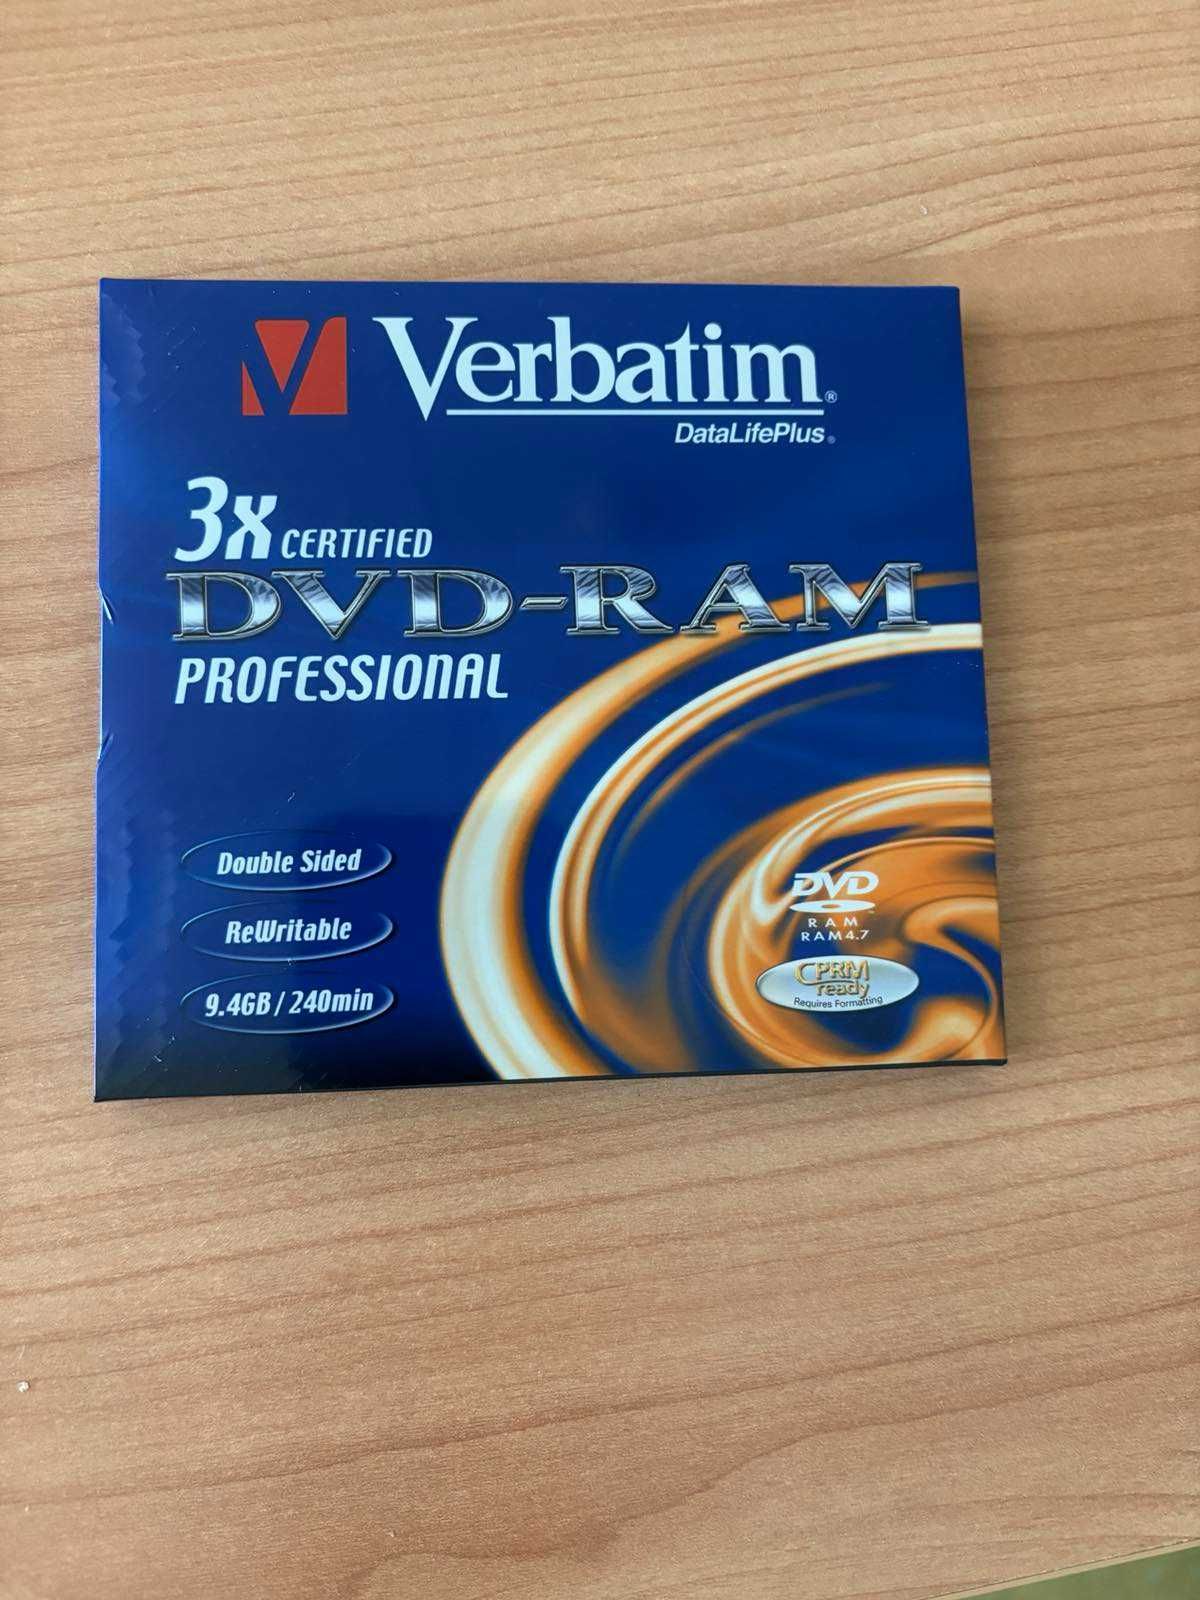 Verbatim®
DataLifePlus®
3x CERTIFIED
DVD-RAM
PROFESSIONAL
Double Sided
ReWritable
9.4GB / 240min
DVD™
RAM
RAM4.7
CPRM
ready
Requires Formatting